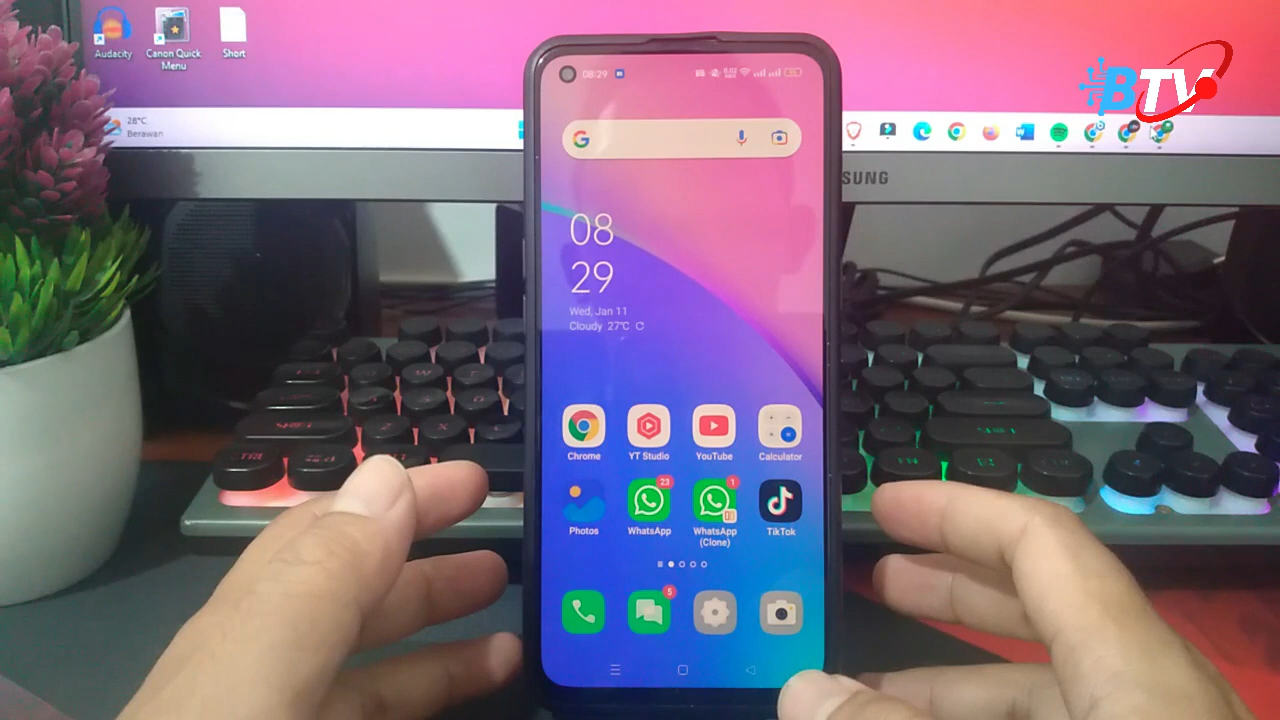 Audacity
Canon Quick
Menu
Short
28°C
Berawan
BTV
SUNG
08:29
08
29
Wed, Jan 11
Cloudy 27°C
Chrome
YT Studio
YouTube
Calculator
23
1
Photos
WhatsApp
WhatsApp
(Clone)
TikTok
5